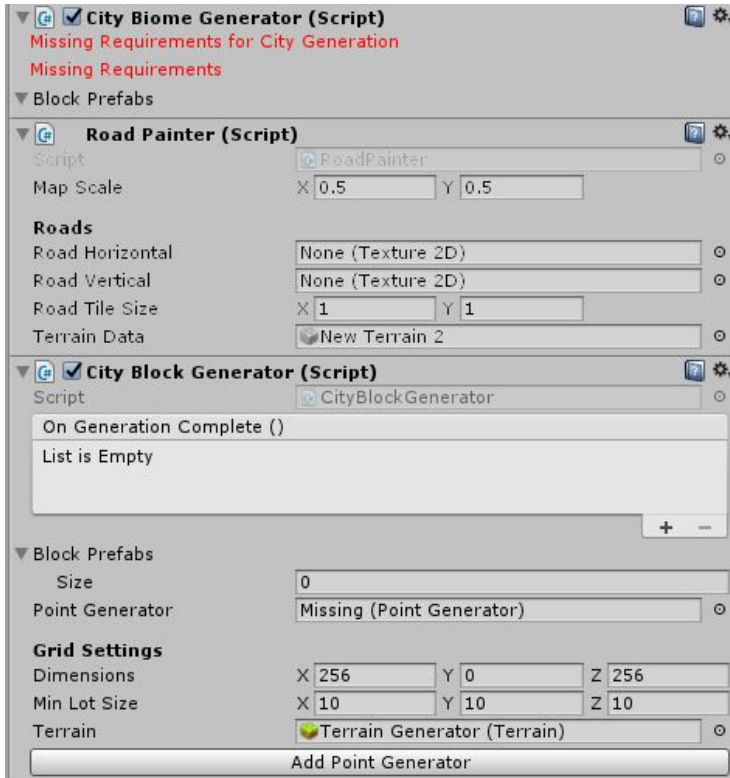 City Biome Generator (Script)
Missing Requirements for City Generation
Missing Requirements
Block Prefabs
Road Painter (Script)
Script RoadPainter
Map Scale X 0.5 Y 0.5
Roads
Road Horizontal None (Texture 2D)
Road Vertical None (Texture 2D)
Road Tile Size X 1 Y 1
Terrain Data New Terrain 2
City Block Generator (Script)
Script CityBlockGenerator
On Generation Complete ()
List is Empty
+ −
Block Prefabs
Size 0
Point Generator Missing (Point Generator)
Grid Settings
Dimensions X 256 Y 0 Z 256
Min Lot Size X 10 Y 10 Z 10
Terrain Terrain Generator (Terrain)
Add Point Generator